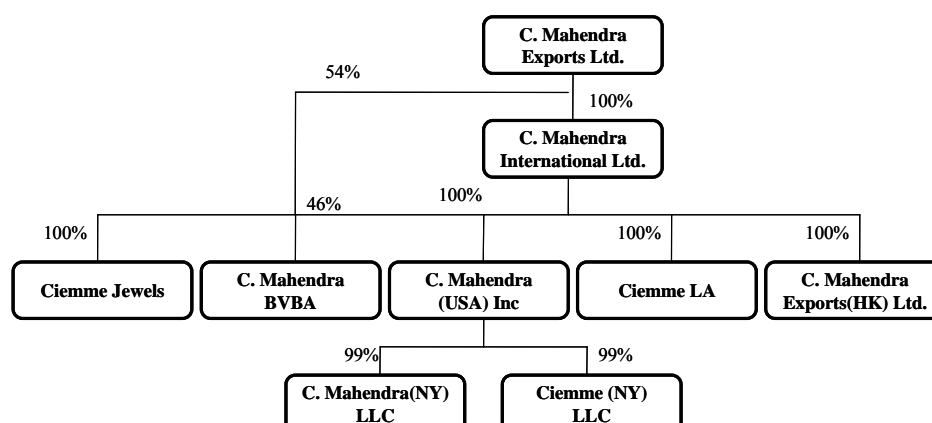 C. Mahendra
Exports Ltd.
54%
100%
C. Mahendra
International Ltd.
46%
100%
100%
100%
100%
Ciemme Jewels
C. Mahendra
BVBA
C. Mahendra
(USA) Inc
Ciemme LA
C. Mahendra
Exports(HK) Ltd.
99%
99%
C. Mahendra(NY)
LLC
Ciemme (NY)
LLC